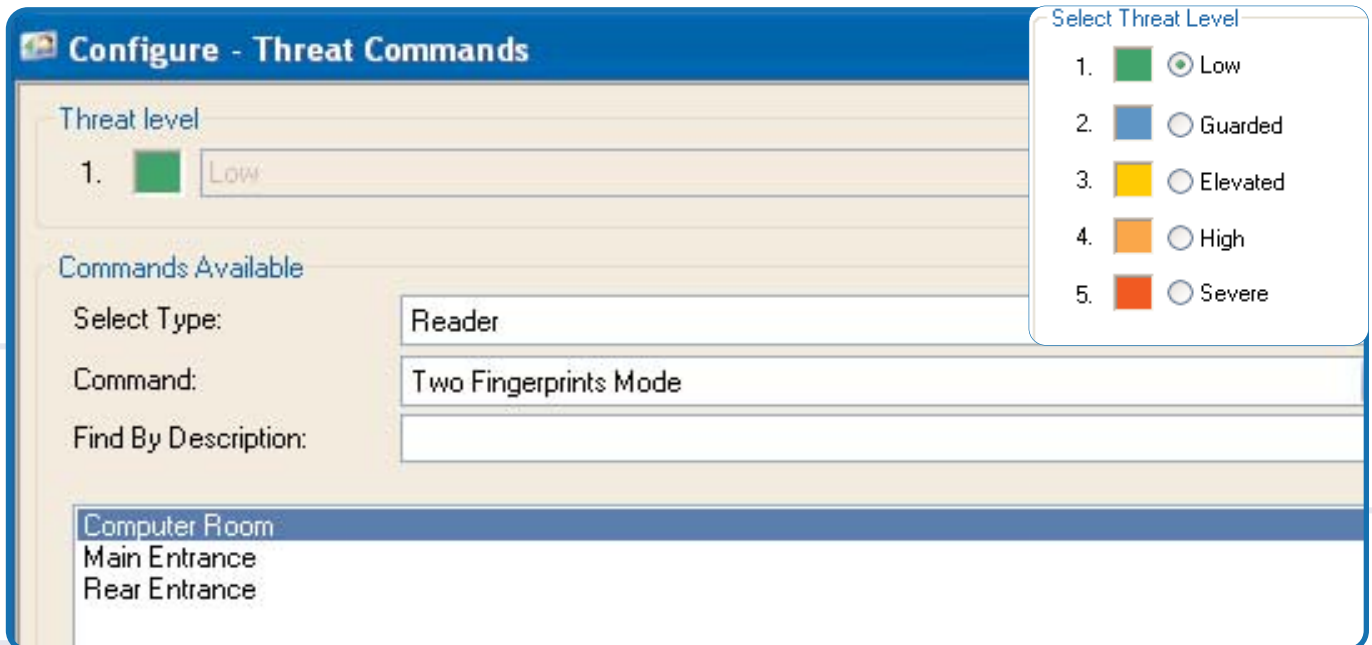 Configure - Threat Commands
Threat level
1. Low
Commands Available
Select Type: Reader
Command: Two Fingerprints Mode
Find By Description:
Computer Room
Main Entrance
Rear Entrance
Select Threat Level
1. Low
2. Guarded
3. Elevated
4. High
5. Severe